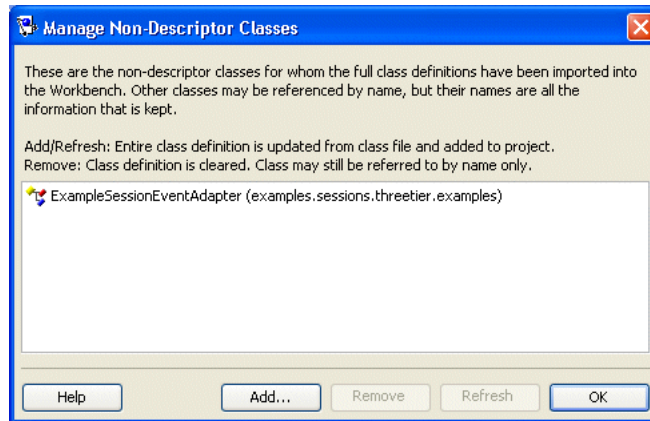 Manage Non-Descriptor Classes
These are the non-descriptor classes for whom the full class definitions have been imported into
the Workbench. Other classes may be referenced by name, but their names are all the
information that is kept.
Add/Refresh: Entire class definition is updated from class file and added to project.
Remove: Class definition is cleared. Class may still be referred to by name only.
ExampleSessionEventAdapter (examples.sessions.threetier.examples)
Help Add... Remove Refresh OK